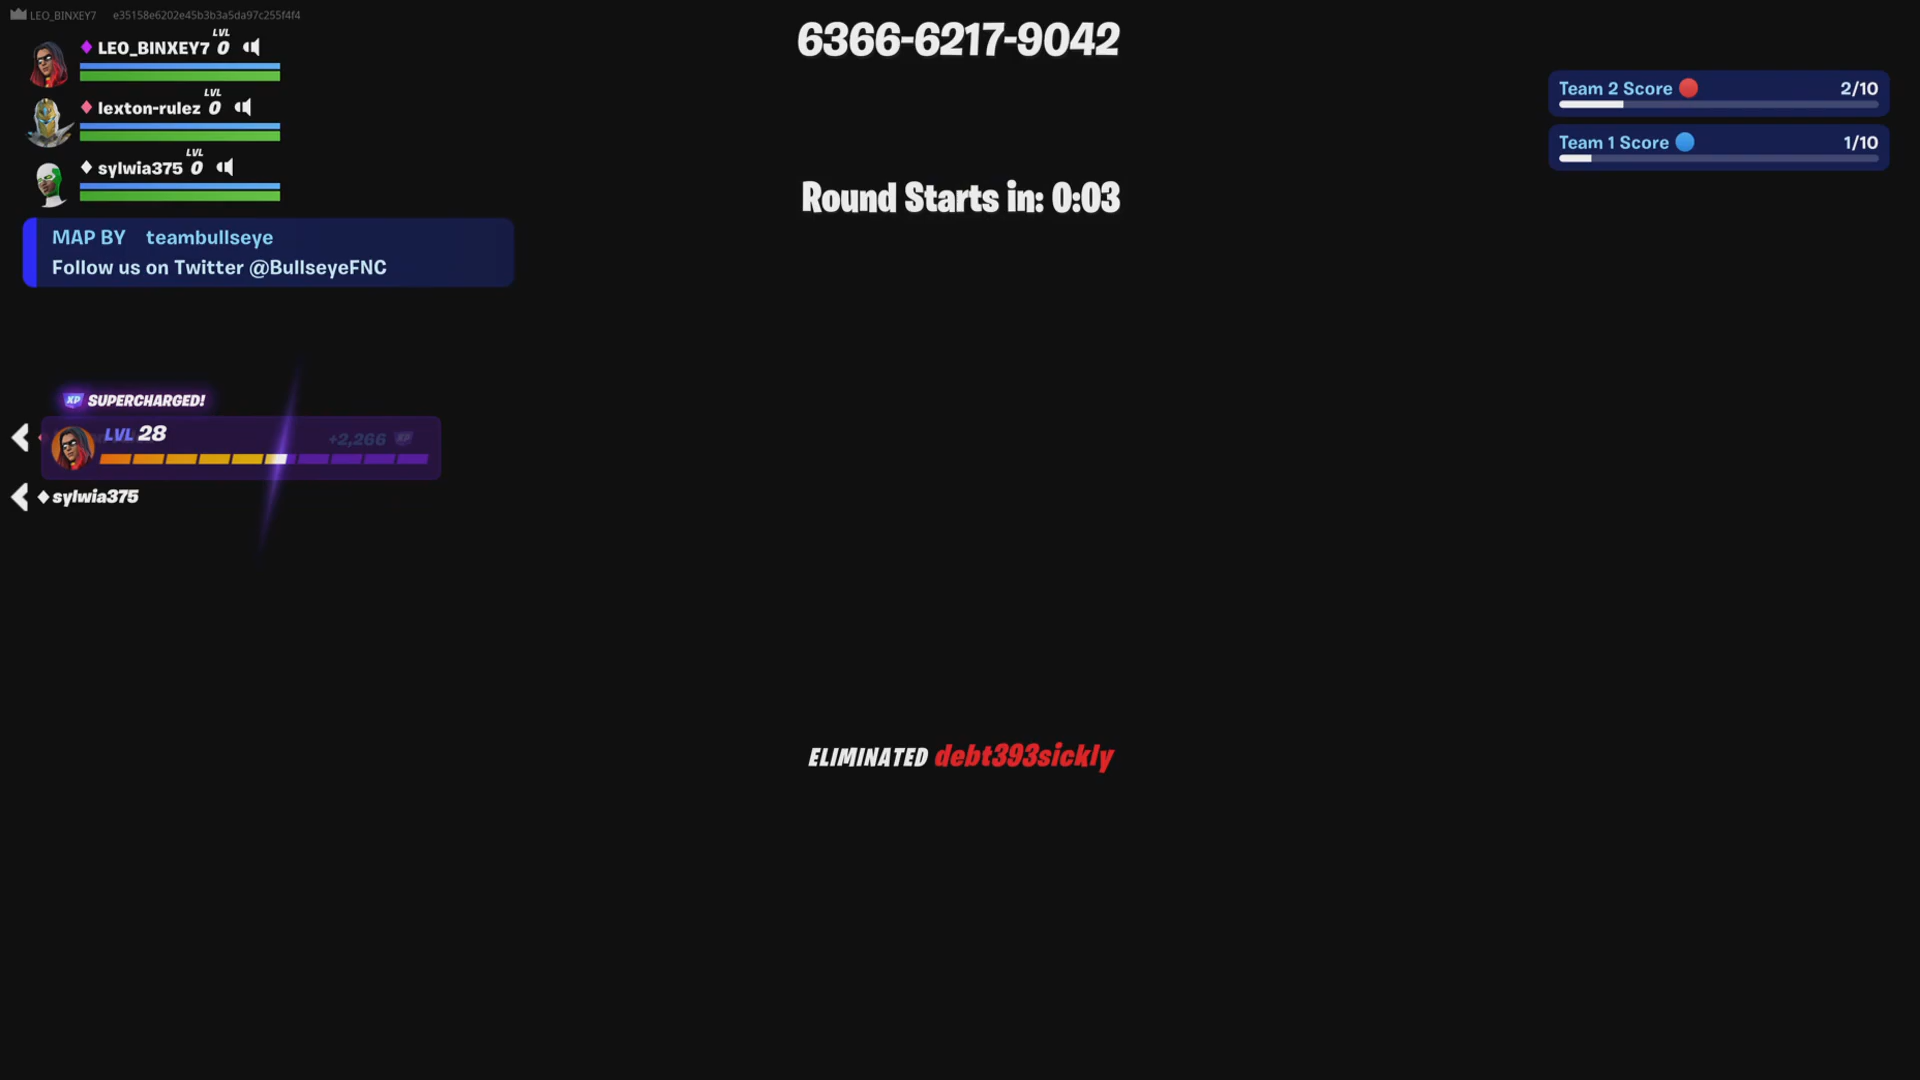 LEO_BINXEY7 e35158e6202e45b3b3a5da97c255f4f4
6366-6217-9042
LVL
LEO_BINXEY7 0
LVL
lexton-rulez 0
LVL
sylwia375 0
Team 2 Score 2/10
Team 1 Score 1/10
Round Starts in: 0:03
MAP BY teambullseye
Follow us on Twitter @BullseyeFNC
XP SUPERCHARGED!
LVL 28 +2,266 XP
sylwia375
ELIMINATED debt393sickly